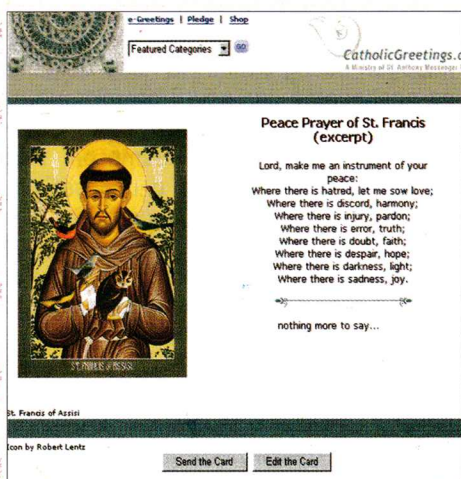 e-Greetings | Pledge | Shop
Featured Categories GO
CatholicGreetings.
A Ministry of St. Anthony Messenger
Peace Prayer of St. Francis
(excerpt)
Lord, make me an instrument of your
peace:
Where there is hatred, let me sow love;
Where there is discord, harmony;
Where there is injury, pardon;
Where there is error, truth;
Where there is doubt, faith;
Where there is despair, hope;
Where there is darkness, light;
Where there is sadness, joy.
nothing more to say...
ST. FRANCIS of ASSISI
St. Francis of Assisi
Icon by Robert Lentz
Send the Card Edit the Card